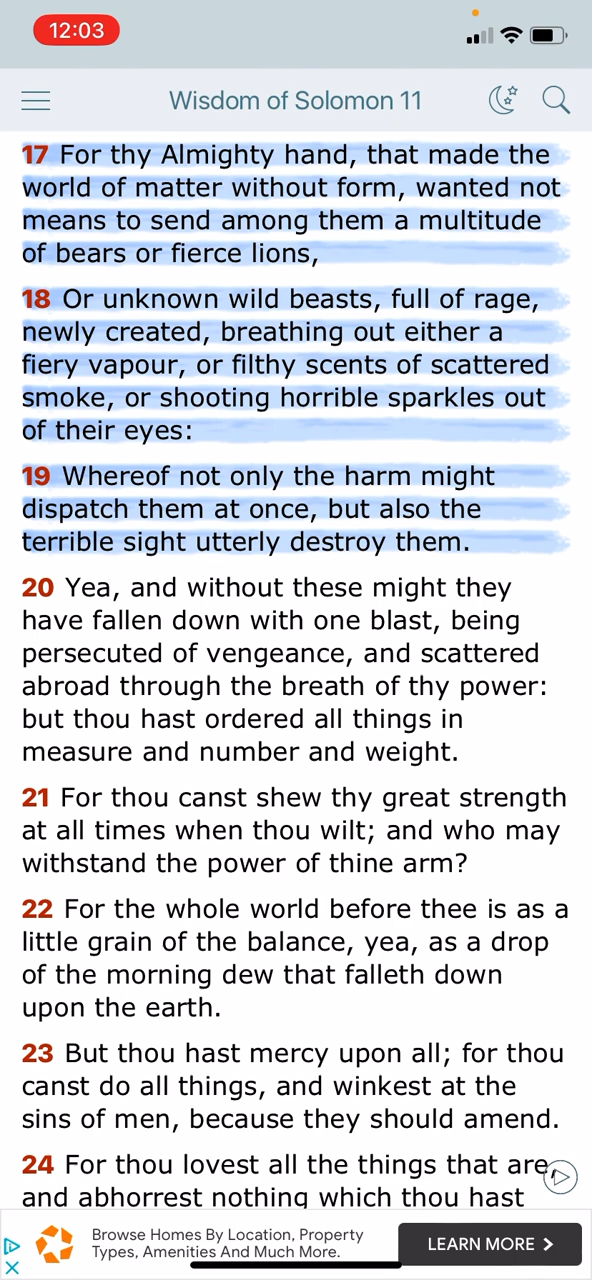 12:03
Wisdom of Solomon 11
17 For thy Almighty hand, that made the
world of matter without form, wanted not
means to send among them a multitude
of bears or fierce lions,
18 Or unknown wild beasts, full of rage,
newly created, breathing out either a
fiery vapour, or filthy scents of scattered
smoke, or shooting horrible sparkles out
of their eyes:
19 Whereof not only the harm might
dispatch them at once, but also the
terrible sight utterly destroy them.
20 Yea, and without these might they
have fallen down with one blast, being
persecuted of vengeance, and scattered
abroad through the breath of thy power:
but thou hast ordered all things in
measure and number and weight.
21 For thou canst shew thy great strength
at all times when thou wilt; and who may
withstand the power of thine arm?
22 For the whole world before thee is as a
little grain of the balance, yea, as a drop
of the morning dew that falleth down
upon the earth.
23 But thou hast mercy upon all; for thou
canst do all things, and winkest at the
sins of men, because they should amend.
24 For thou lovest all the things that are,
and abhorrest nothing which thou hast
Browse Homes By Location, Property
Types, Amenities And Much More.
LEARN MORE